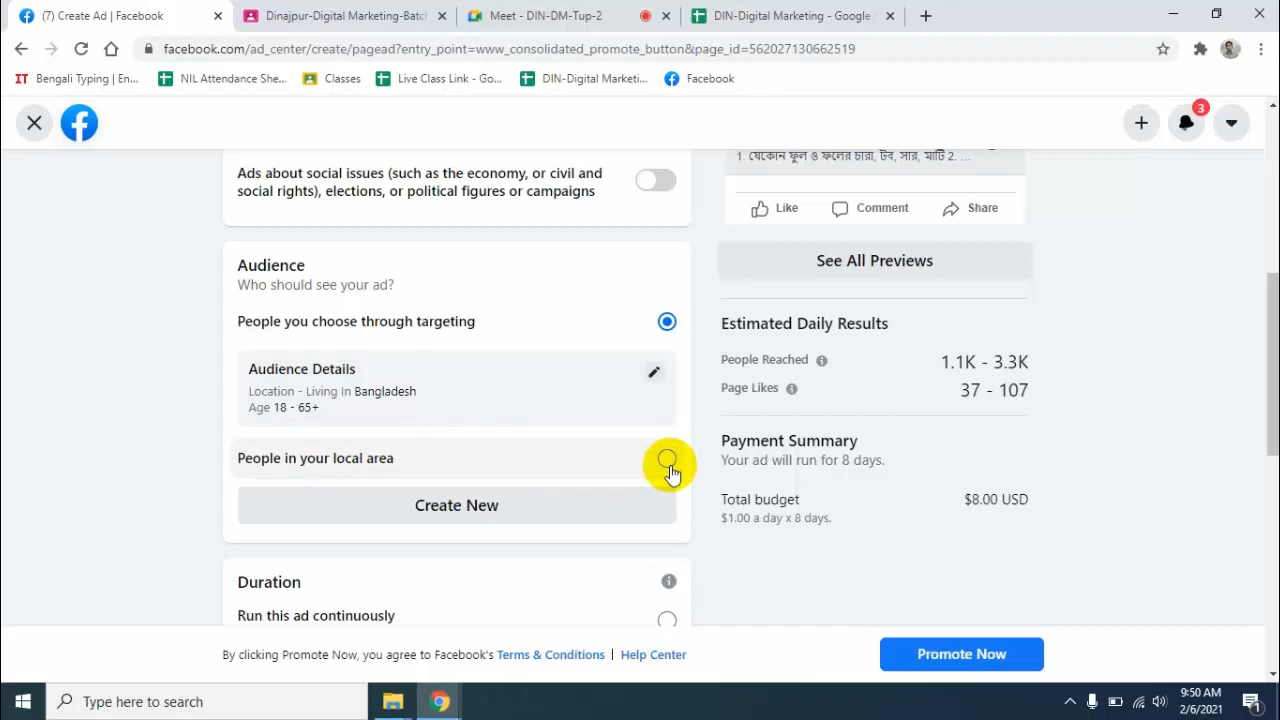 (7) Create Ad | Facebook
Dinajpur-Digital Marketing-Batc
Meet - DIN-DM-Tup-2
DIN-Digital Marketing - Google
facebook.com/ad_center/create/pagead?entry_point=www_consolidated_promote_button&page_id=562027130662519
IT Bengali Typing | En...
NIL Attendance She...
Classes
Live Class Link - Go...
DIN-Digital Marketi...
Facebook
3
Ads about social issues (such as the economy, or civil and
social rights), elections, or political figures or campaigns
1. যেকোন ফুল ও ফলের চারা, টব, সার, মাটি 2. ...
Like
Comment
Share
See All Previews
Audience
Who should see your ad?
People you choose through targeting
Audience Details
Location - Living In Bangladesh
Age 18 - 65+
People in your local area
Create New
Estimated Daily Results
People Reached 1.1K - 3.3K
Page Likes 37 - 107
Payment Summary
Your ad will run for 8 days.
Total budget $8.00 USD
$1.00 a day x 8 days.
Duration
Run this ad continuously
By clicking Promote Now, you agree to Facebook's Terms & Conditions | Help Center
Promote Now
Type here to search
9:50 AM
2/6/2021
1